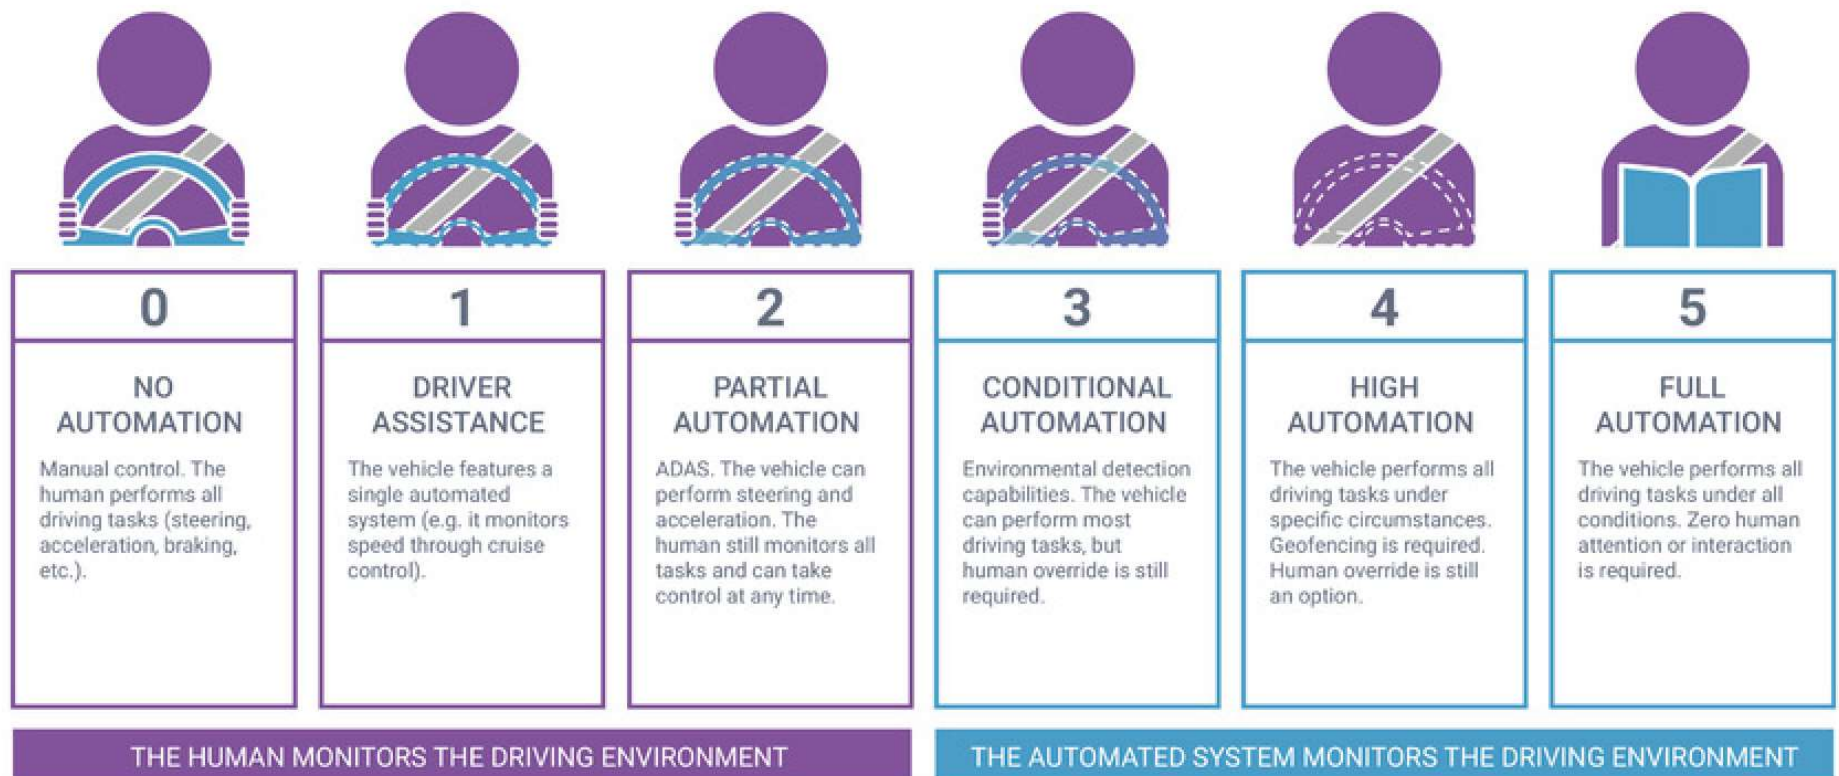 0
NO
AUTOMATION
Manual control. The
human performs all
driving tasks (steering,
acceleration, braking,
etc.).
1
DRIVER
ASSISTANCE
The vehicle features a
single automated
system (e.g. it monitors
speed through cruise
control).
2
PARTIAL
AUTOMATION
ADAS. The vehicle can
perform steering and
acceleration. The
human still monitors all
tasks and can take
control at any time.
3
CONDITIONAL
AUTOMATION
Environmental detection
capabilities. The vehicle
can perform most
driving tasks, but
human override is still
required.
4
HIGH
AUTOMATION
The vehicle performs all
driving tasks under
specific circumstances.
Geofencing is required.
Human override is still
an option.
5
FULL
AUTOMATION
The vehicle performs all
driving tasks under all
conditions. Zero human
attention or interaction
is required.
THE HUMAN MONITORS THE DRIVING ENVIRONMENT
THE AUTOMATED SYSTEM MONITORS THE DRIVING ENVIRONMENT